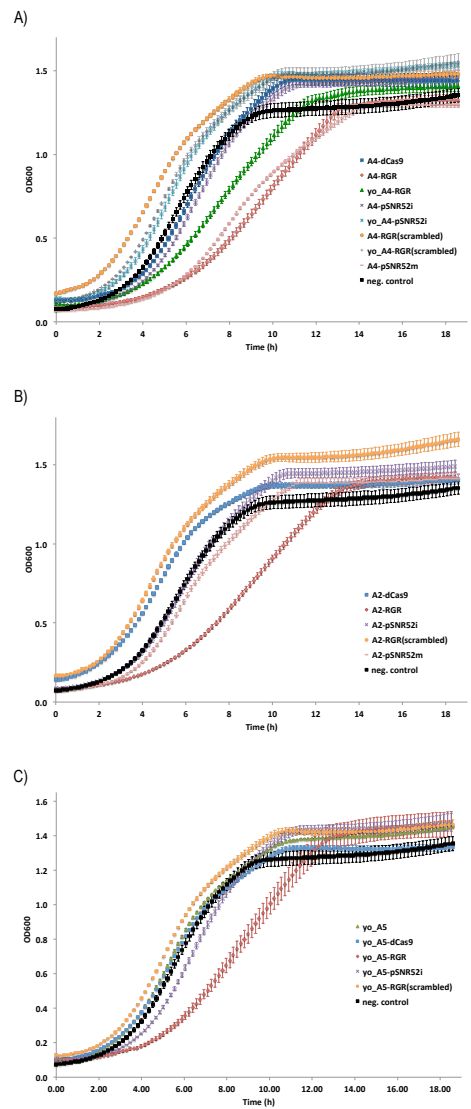 A)
1.5
1.0
0.5
0.0
OD600
0 2 4 6 8 10 12 14 16 18
Time (h)
A4-dCas9
A4-RGR
yo_A4-RGR
A4-pSNR52i
yo_A4-pSNR52i
A4-RGR(scrambled)
yo_A4-RGR(scrambled)
A4-pSNR52m
neg. control
B)
1.5
1.0
0.5
0.0
OD600
0 2 4 6 8 10 12 14 16 18
Time (h)
A2-dCas9
A2-RGR
A2-pSNR52i
A2-RGR(scrambled)
A2-pSNR52m
neg. control
C)
1.6
1.4
1.2
1.0
0.8
0.6
0.4
0.2
0.0
OD600
0.00 2.00 4.00 6.00 8.00 10.00 12.00 14.00 16.00 18.00
Time (h)
yo_A5
yo_A5-dCas9
yo_A5-RGR
yo_A5-pSNR52i
yo_A5-RGR(scrambled)
neg. control